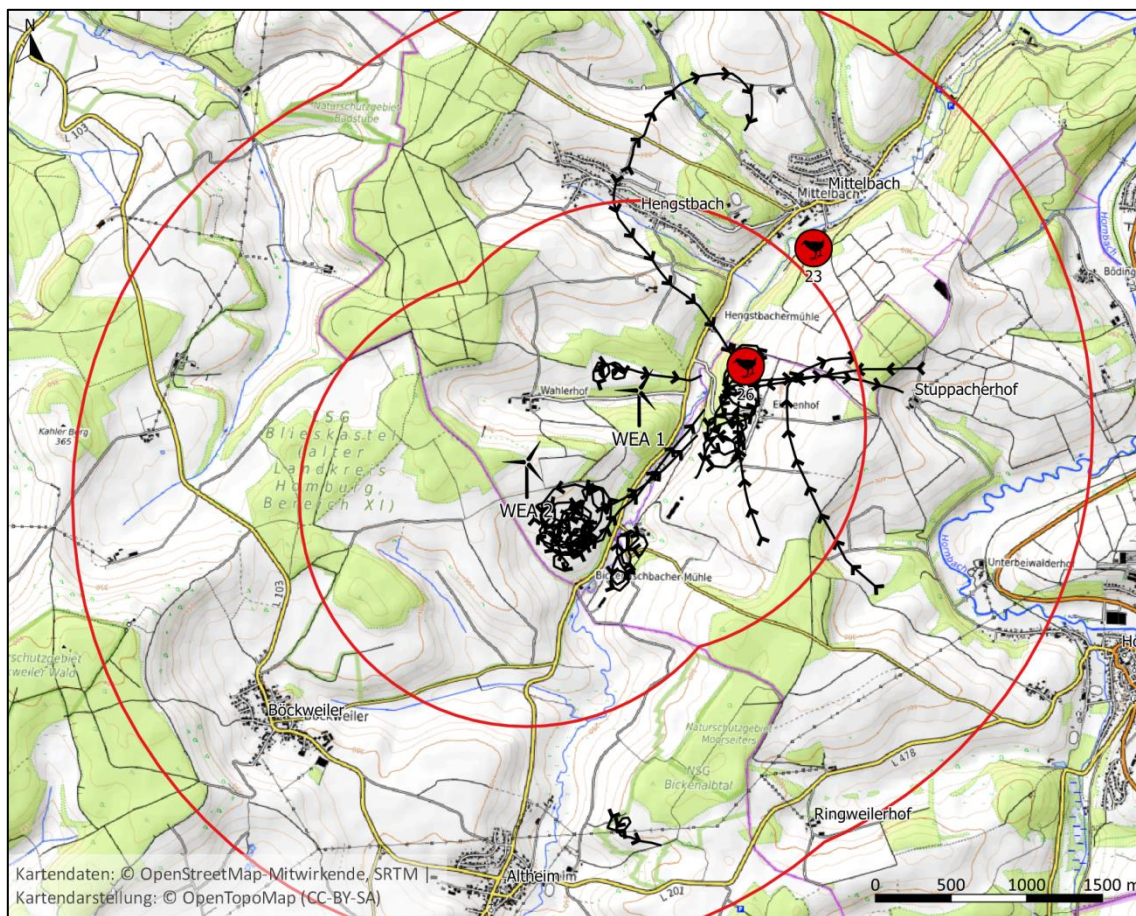 N
L 103
Naturschutzgebiet
Badstube
Hengstbach
Mittelbach
Mittelbach
Hornbach
23
Böding
Hengstbachermühle
26
Stuppacherhof
Wahlerhof
WEA 1
Kahler Berg
365
LSG
Blieskastel
(alter
Landkreis
Homburg,
Bereich XI)
WEA 2
Hornbach
Unterbeiwalderhof
L 103
Böckweiler
Böckweiler
Naturschutzgebiet
Moorseiters
NSG
Bickenalbtal
L 478
Ringweilerhof
Altheim
L 201
0 500 1000 1500 m
Kartendaten: © OpenStreetMap-Mitwirkende, SRTM |
Kartendarstellung: © OpenTopoMap (CC-BY-SA)